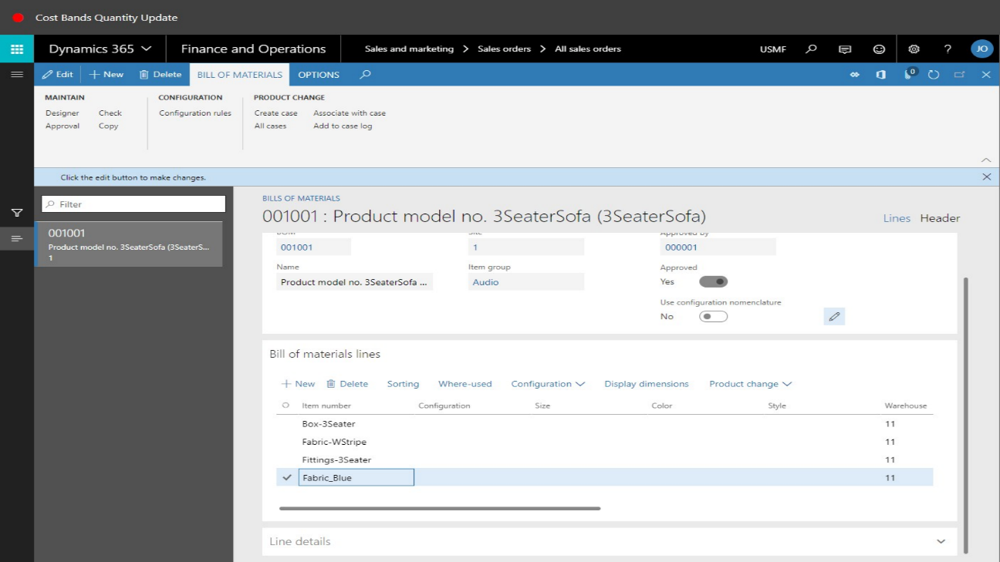 Cost Bands Quantity Update
Dynamics 365 Finance and Operations Sales and marketing > Sales orders > All sales orders USMF ? JO
Edit New Delete BILL OF MATERIALS OPTIONS 0
MAINTAIN CONFIGURATION PRODUCT CHANGE
Designer Check Configuration rules Create case Associate with case
Approval Copy All cases Add to case log
Click the edit button to make changes.
Filter
001001
Product model no. 3SeaterSofa (3SeaterS...
1
BILLS OF MATERIALS
001001 : Product model no. 3SeaterSofa (3SeaterSofa)
Lines Header
BOM Site Approved by
001001 1 000001
Name Item group Approved
Product model no. 3SeaterSofa ... Audio Yes
Use configuration nomenclature
No
Bill of materials lines
New Delete Sorting Where-used Configuration Display dimensions Product change
Item number Configuration Size Color Style Warehouse
Box-3Seater 11
Fabric-WStripe 11
Fittings-3Seater 11
Fabric_Blue 11
Line details